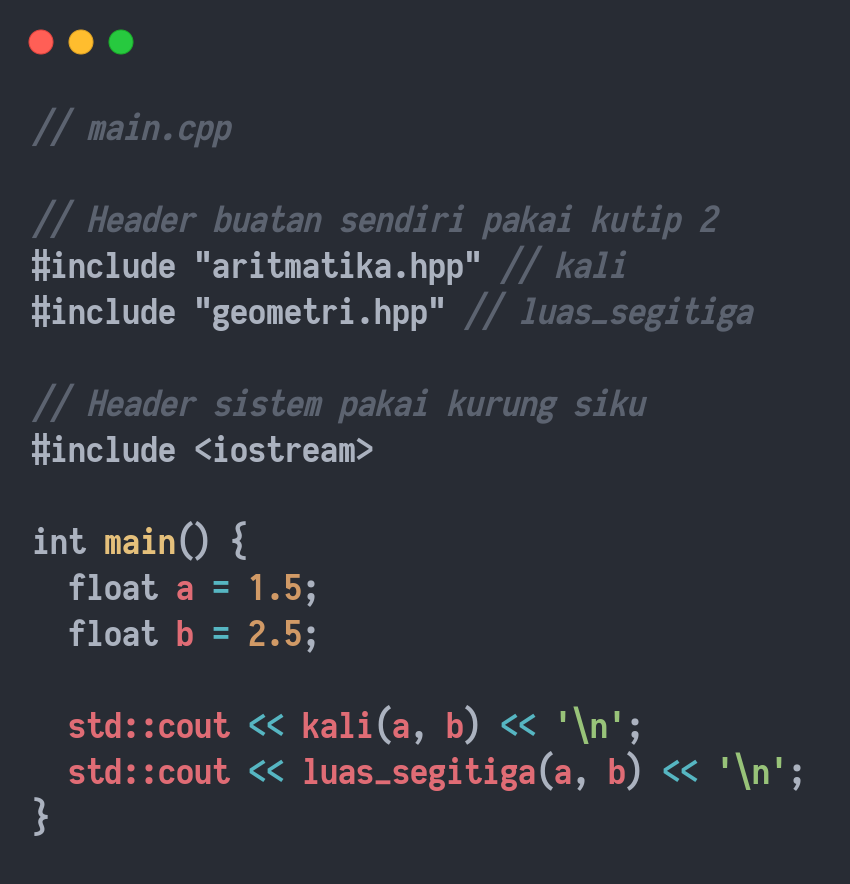 // main.cpp
// Header buatan sendiri pakai kutip 2
#include "aritmatika.hpp" // kali
#include "geometri.hpp" // luas_segitiga
// Header sistem pakai kurung siku
#include <iostream>
int main() {
  float a = 1.5;
  float b = 2.5;
  std::cout << kali(a, b) << '\n';
  std::cout << luas_segitiga(a, b) << '\n';
}